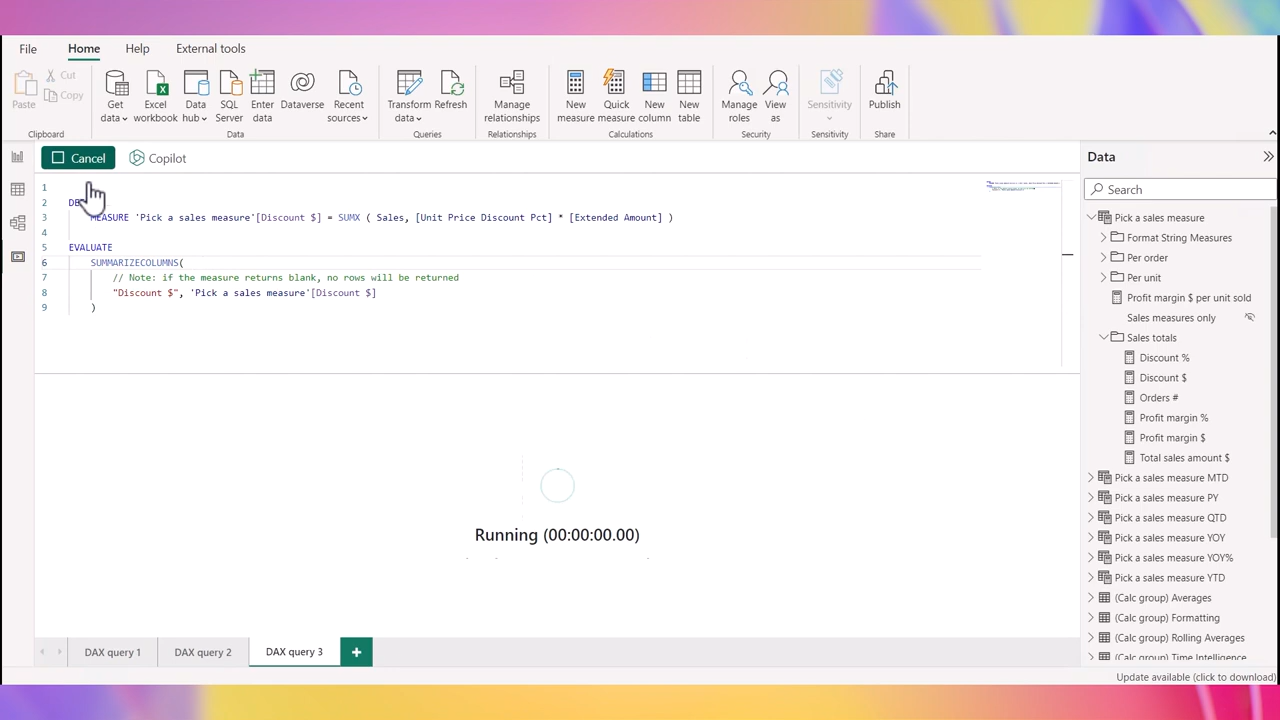 File Home Help External tools
Paste
Cut
Copy
Clipboard
Get data
Excel workbook
Data hub
SQL Server
Enter data
Dataverse
Recent sources
Data
Transform data
Refresh
Queries
Manage relationships
Relationships
New measure
Quick measure
New column
New table
Calculations
Manage roles
View as
Security
Sensitivity
Sensitivity
Publish
Share
Cancel Copilot
1
2 DE
3 MEASURE 'Pick a sales measure'[Discount $] = SUMX ( Sales, [Unit Price Discount Pct] * [Extended Amount] )
4
5 EVALUATE
6 SUMMARIZECOLUMNS(
7 // Note: if the measure returns blank, no rows will be returned
8 "Discount $", 'Pick a sales measure'[Discount $]
9 )
Running (00:00:00.00)
DAX query 1 DAX query 2 DAX query 3
Data
Search
Pick a sales measure
Format String Measures
Per order
Per unit
Profit margin $ per unit sold
Sales measures only
Sales totals
Discount %
Discount $
Orders #
Profit margin %
Profit margin $
Total sales amount $
Pick a sales measure MTD
Pick a sales measure PY
Pick a sales measure QTD
Pick a sales measure YOY
Pick a sales measure YOY%
Pick a sales measure YTD
(Calc group) Averages
(Calc group) Formatting
(Calc group) Rolling Averages
(Calc group) Time Intelligence
Update available (click to download)